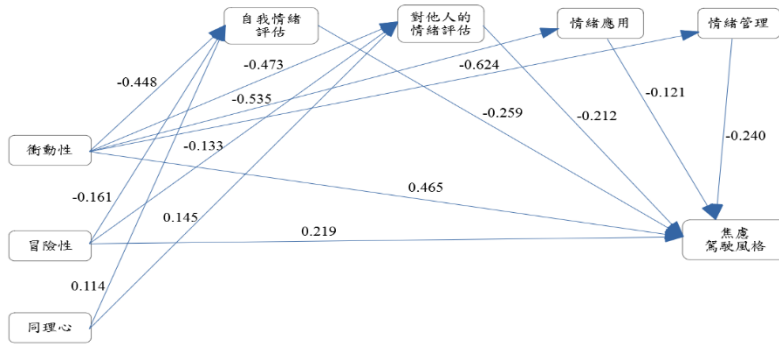 自我情緒
評估
對他人的
情緒評估
情緒應用
情緒管理
-0.448
-0.473
-0.624
-0.535
-0.121
-0.259
-0.212
-0.240
-0.133
衝動性
-0.161
0.145
0.465
冒險性
0.219
焦慮
駕駛風格
0.114
同理心